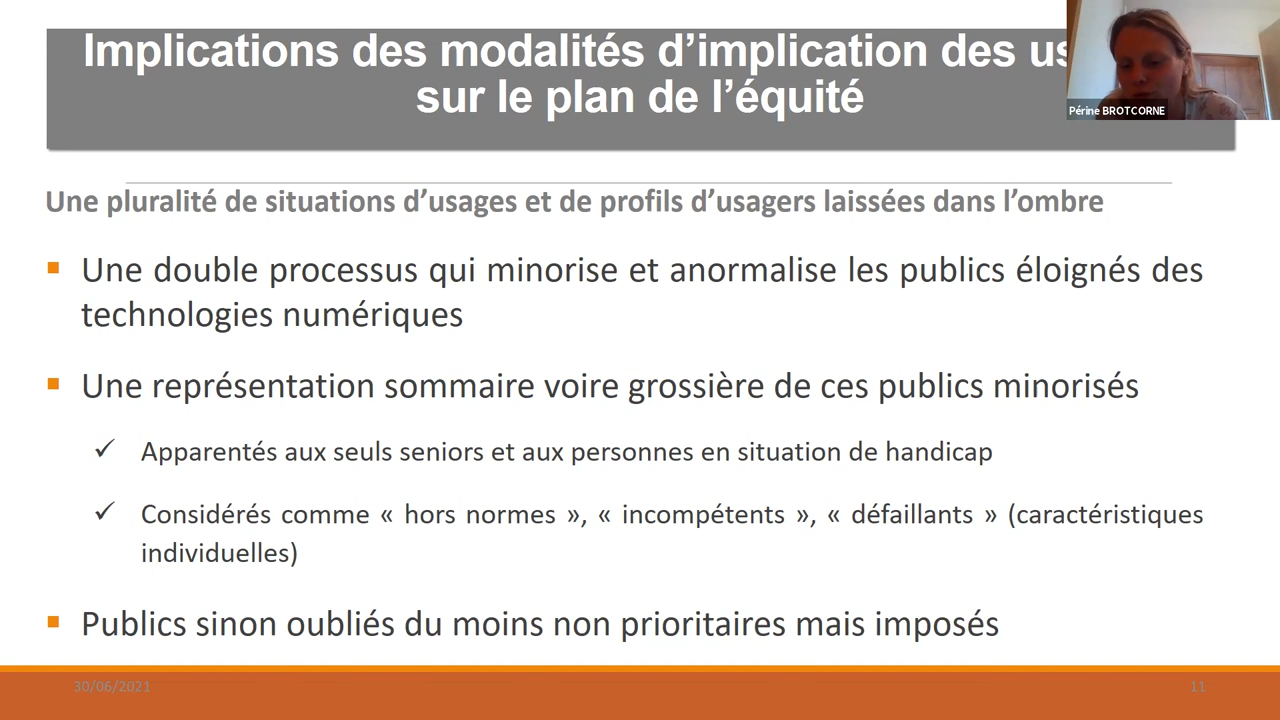 Implications des modalités d’implication des
sur le plan de l’équité
Périne BROTCORNE
Une pluralité de situations d’usages et de profils d’usagers laissées dans l’ombre
▪ Une double processus qui minorise et anormalise les publics éloignés des
technologies numériques
▪ Une représentation sommaire voire grossière de ces publics minorisés
✓ Apparentés aux seuls seniors et aux personnes en situation de handicap
✓ Considérés comme « hors normes », « incompétents », « défaillants » (caractéristiques
individuelles)
▪ Publics sinon oubliés du moins non prioritaires mais imposés
30/06/2021
11